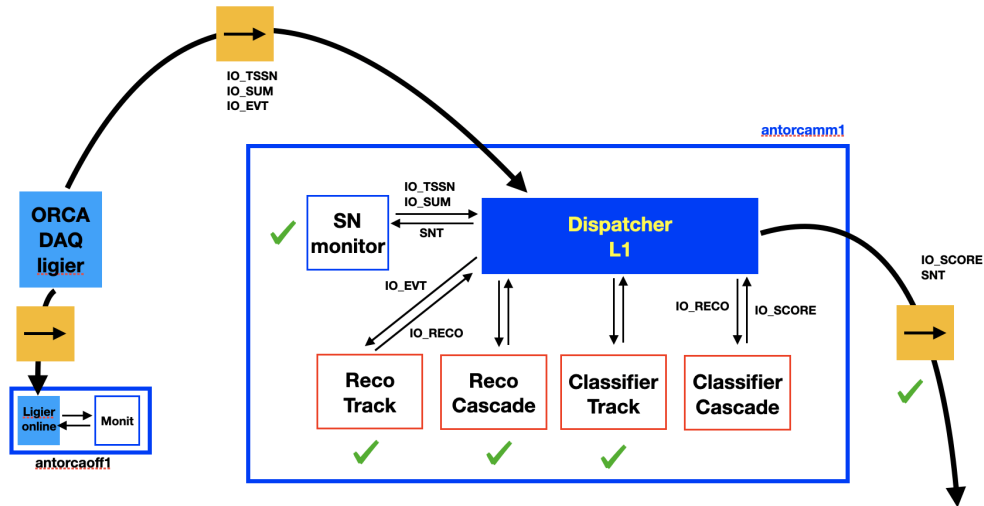 IO_TSSN
IO_SUM
IO_EVT
antorcamm1
ORCA
DAQ
ligier
SN
monitor
IO_TSSN
IO_SUM
SNT
Dispatcher
L1
IO_SCORE
SNT
IO_EVT
IO_RECO
IO_RECO
IO_SCORE
Reco
Track
Reco
Cascade
Classifier
Track
Classifier
Cascade
Ligier
online
Monit
antorcaoff1